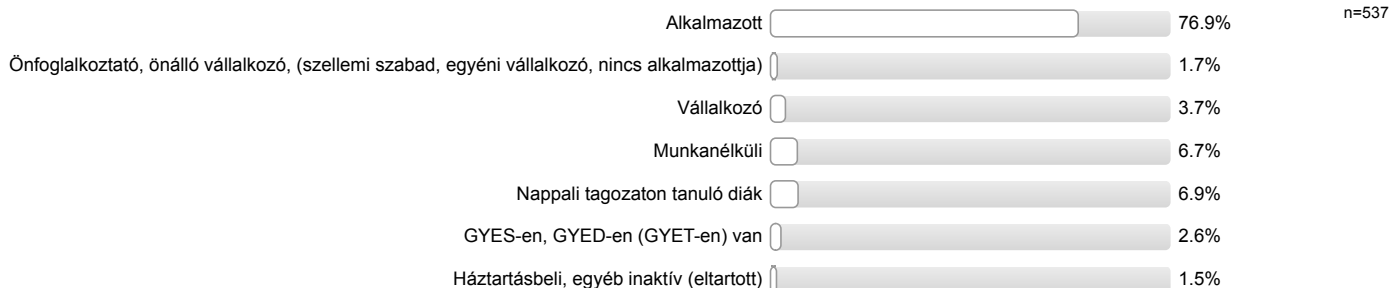 Alkalmazott 76.9% n=537
Önfoglalkoztató, önálló vállalkozó, (szellemi szabad, egyéni vállalkozó, nincs alkalmazottja) 1.7%
Vállalkozó 3.7%
Munkanélküli 6.7%
Nappali tagozaton tanuló diák 6.9%
GYES-en, GYED-en (GYET-en) van 2.6%
Háztartásbeli, egyéb inaktív (eltartott) 1.5%